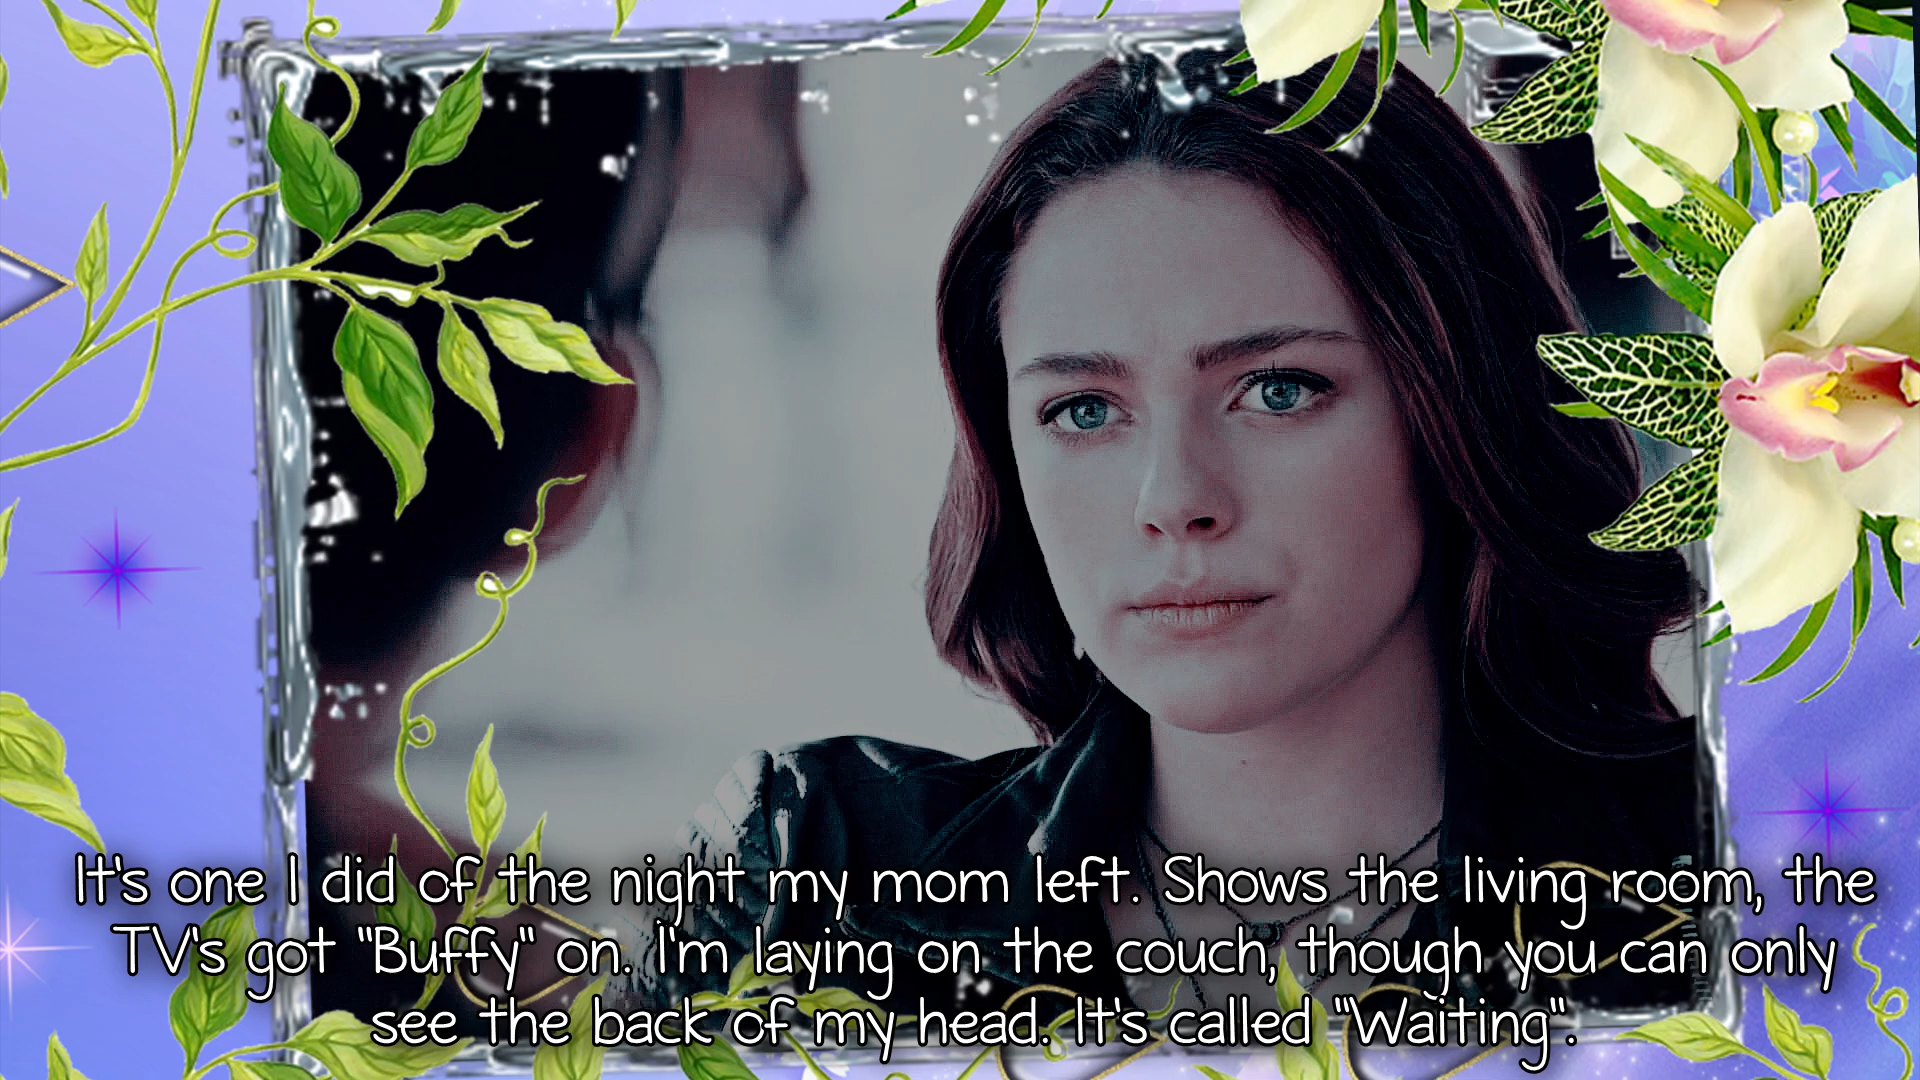 It's one I did of the night my mom left. Shows the living room, the
TV's got "Buffy" on. I'm laying on the couch, though you can only
see the back of my head. It's called "Waiting".